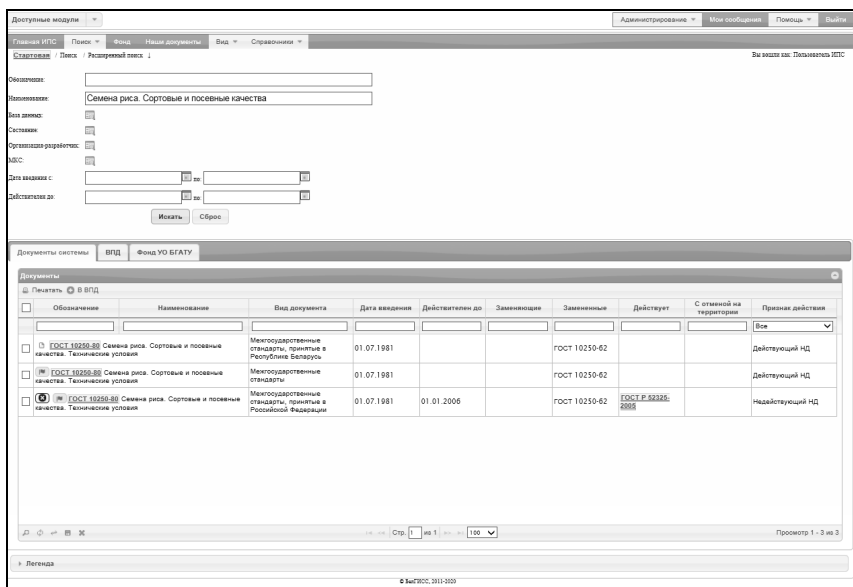 Доступные модули
Администрирование Мои сообщения Помощь Выйти
Главная ИПС Поиск Фонд Наши документы Вид Справочники
Стартовая / Поиск / Расширенный поиск ↓ Вы вошли как: Пользователь ИПС
Обозначение:
Наименование: Семена риса. Сортовые и посевные качества
База данных:
Состояние:
Организация-разработчик:
МКС:
Дата введения с: по
Действителен до: по
Искать Сброс
Документы системы ВПД Фонд УО БГАТУ
Документы
Печатать В ВПД
Обозначение Наименование Вид документа Дата введения Действителен до Заменяющие Замененные Действует С отменой на территории Признак действия
Все
ГОСТ 10250-80 Семена риса. Сортовые и посевные качества. Технические условия Межгосударственные стандарты, принятые в Республике Беларусь 01.07.1981 ГОСТ 10250-62 Действующий НД
ГОСТ 10250-80 Семена риса. Сортовые и посевные качества. Технические условия Межгосударственные стандарты 01.07.1981 ГОСТ 10250-62 Действующий НД
ГОСТ 10250-80 Семена риса. Сортовые и посевные качества. Технические условия Межгосударственные стандарты, принятые в Российской Федерации 01.07.1981 01.01.2006 ГОСТ 10250-62 ГОСТ Р 52325-2005 Недействующий НД
Стр. 1 из 1 100 Просмотр 1 - 3 из 3
Легенда
© БелГИСС, 2011-2020